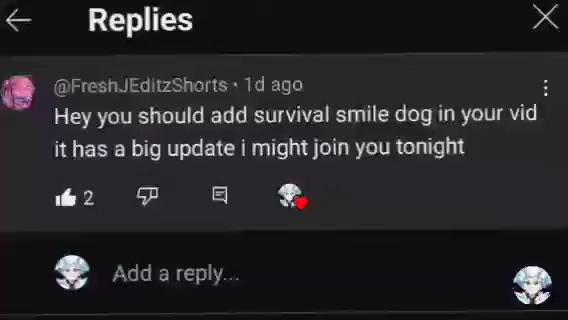 Replies
@FreshJEditzShorts • 1d ago
Hey you should add survival smile dog in your vid
it has a big update i might join you tonight
2
Add a reply...